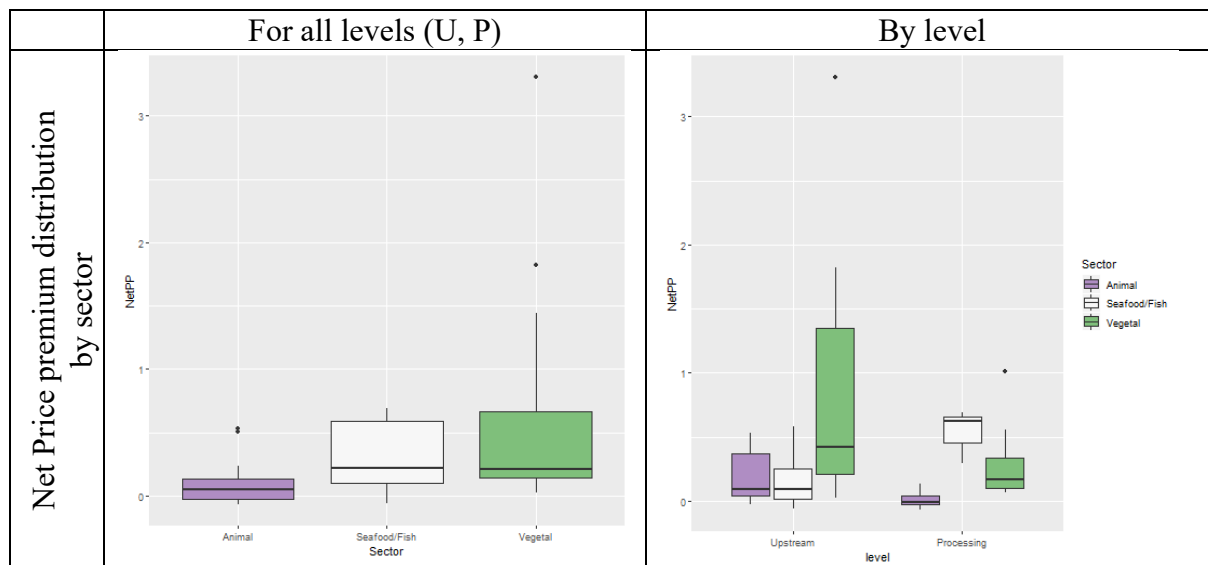 For all levels (U, P)
By level
Net Price premium distribution
by sector
3
2
1
0
NetPP
Animal
Seafood/Fish
Vegetal
Sector
3
2
1
0
NetPP
Upstream
Processing
level
Sector
Animal
Seafood/Fish
Vegetal